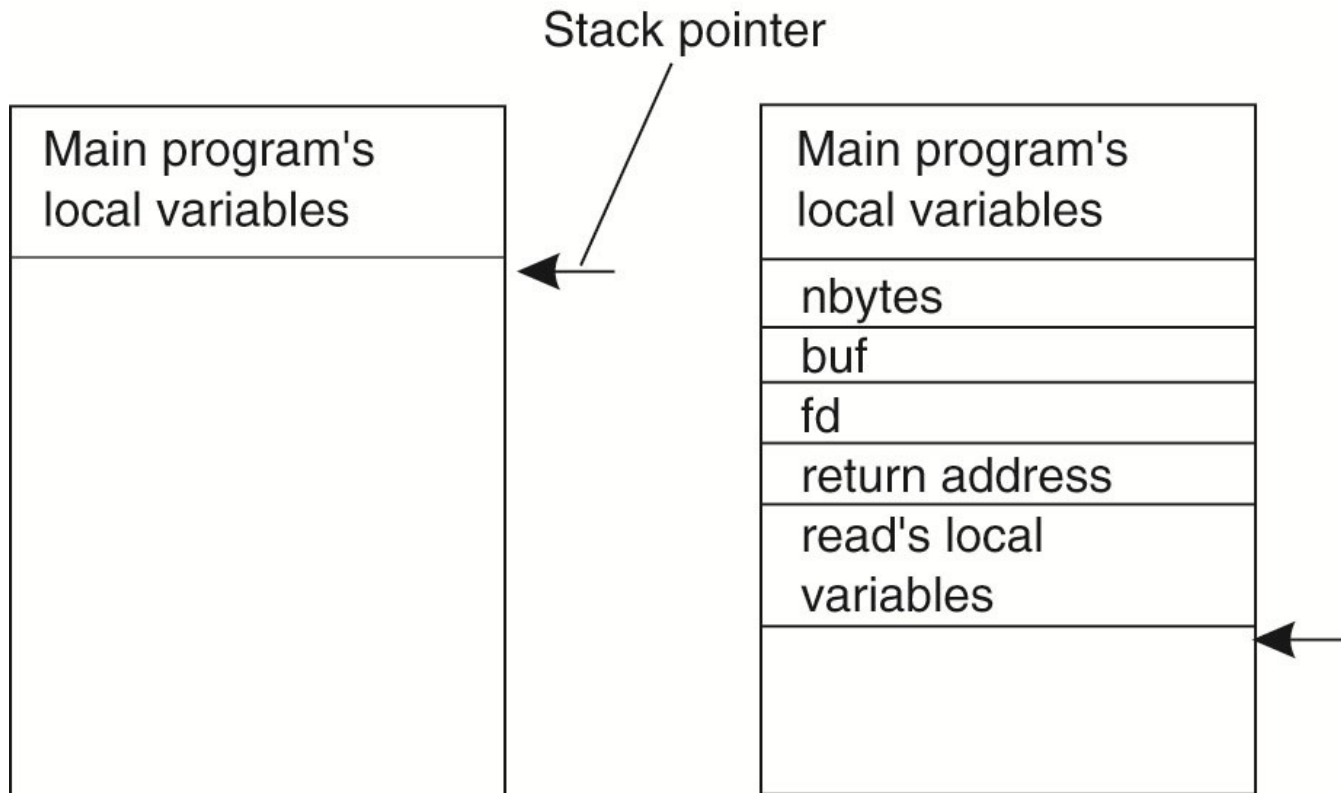 Stack pointer
Main program's
local variables
Main program's
local variables
nbytes
buf
fd
return address
read's local
variables